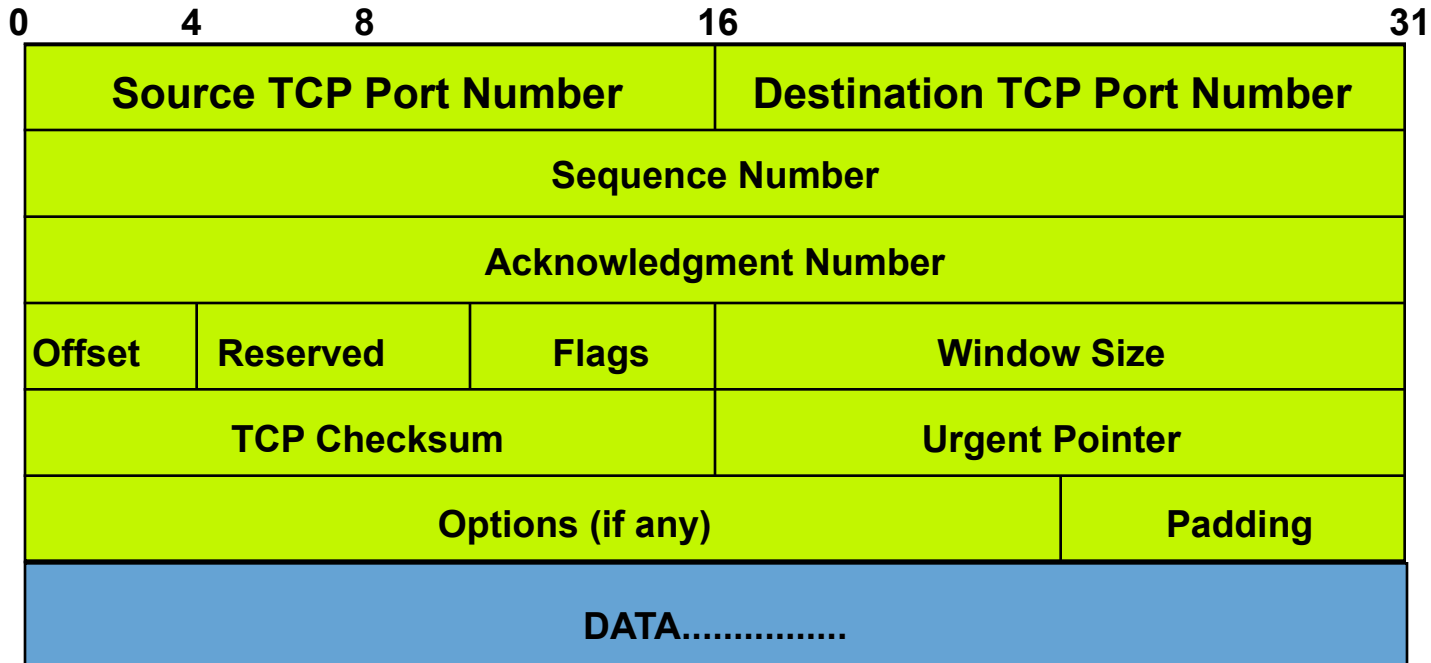 0 4 8 16 31
Source TCP Port Number Destination TCP Port Number
Sequence Number
Acknowledgment Number
Offset Reserved Flags Window Size
TCP Checksum Urgent Pointer
Options (if any) Padding
DATA................